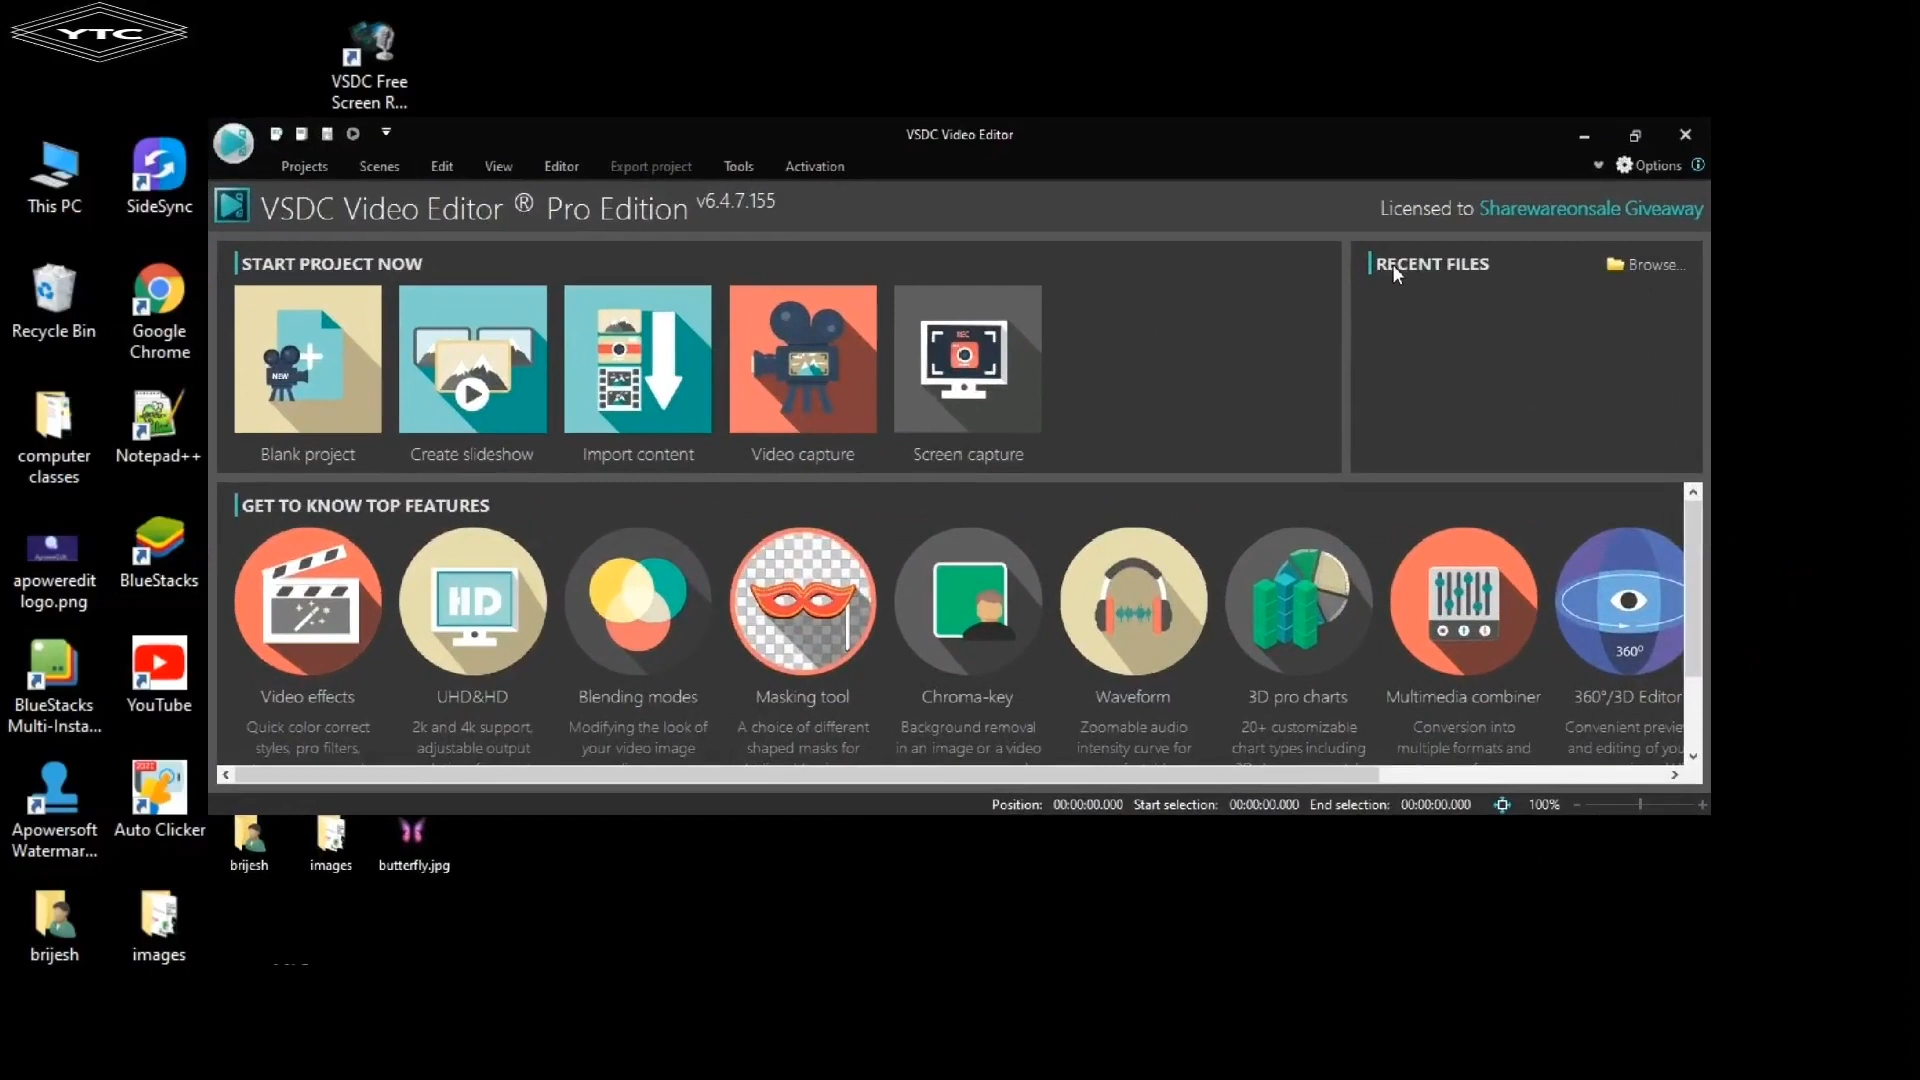 YTC
VSDC Free
Screen R...
This PC
SideSync
Recycle Bin
Google
Chrome
computer
classes
Notepad++
apoweredit
logo.png
BlueStacks
BlueStacks
Multi-Insta...
YouTube
Apowersoft
Watermar...
2021
Auto Clicker
brijesh
images
VSDC Video Editor
Projects
Scenes
Edit
View
Editor
Export project
Tools
Activation
Options
VSDC Video Editor ® Pro Edition v6.4.7.155
Licensed to Sharewareonsale Giveaway
START PROJECT NOW
RECENT FILES
Browse...
NEW
REC
Blank project
Create slideshow
Import content
Video capture
Screen capture
GET TO KNOW TOP FEATURES
HD
360°
Video effects
Quick color correct
styles, pro filters,
UHD&HD
2k and 4k support,
adjustable output
Blending modes
Modifying the look of
your video image
Masking tool
A choice of different
shaped masks for
Chroma-key
Background removal
in an image or a video
Waveform
Zoomable audio
intensity curve for
3D pro charts
20+ customizable
chart types including
Multimedia combiner
Conversion into
multiple formats and
360°/3D Editor
Convenient previe
and editing of you
Position: 00:00:00.000 Start selection: 00:00:00.000 End selection: 00:00:00.000 100%
brijesh
images
butterfly.jpg